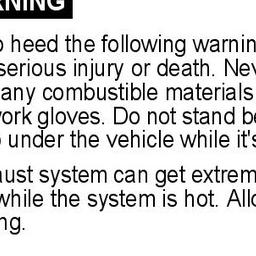 RNING
heed the following warnin
serious injury or death. Nev
any combustible materials
work gloves. Do not stand be
under the vehicle while it's
aust system can get extrem
while the system is hot. Allo
ng.